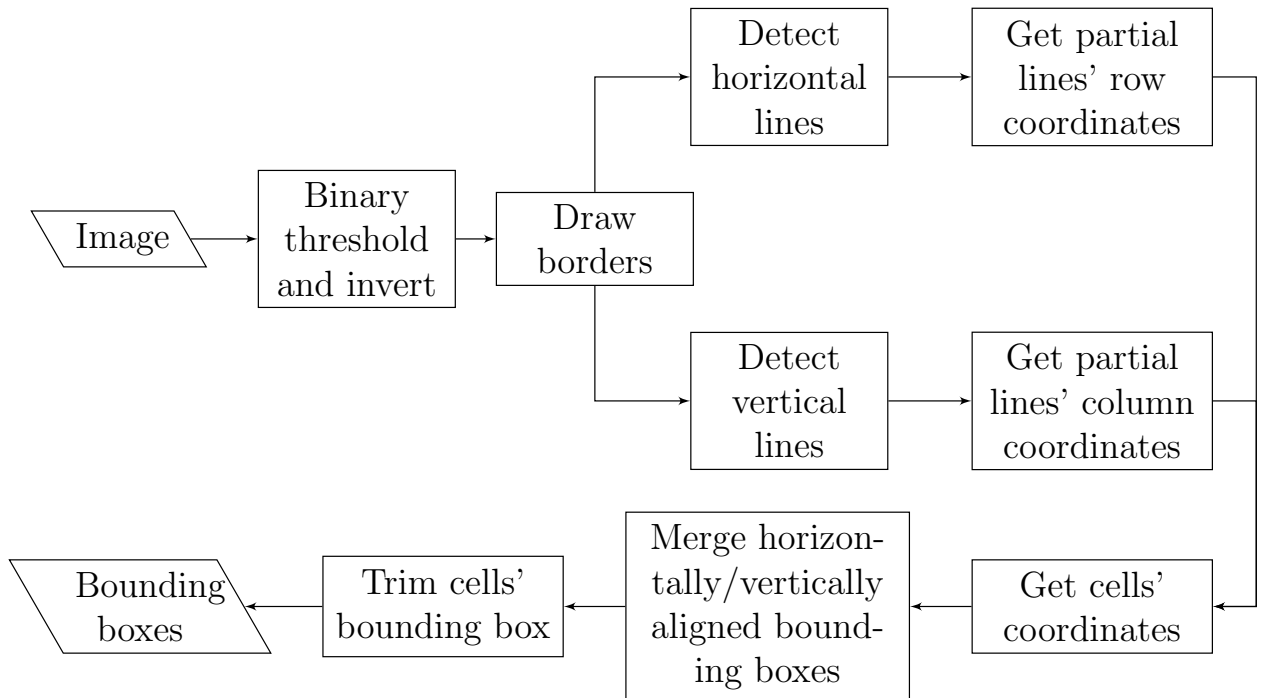 Image
Binary
threshold
and invert
Draw
borders
Detect
horizontal
lines
Get partial
lines’ row
coordinates
Detect
vertical
lines
Get partial
lines’ column
coordinates
Get cells’
coordinates
Merge horizon-
tally/vertically
aligned bound-
ing boxes
Trim cells’
bounding box
Bounding
boxes